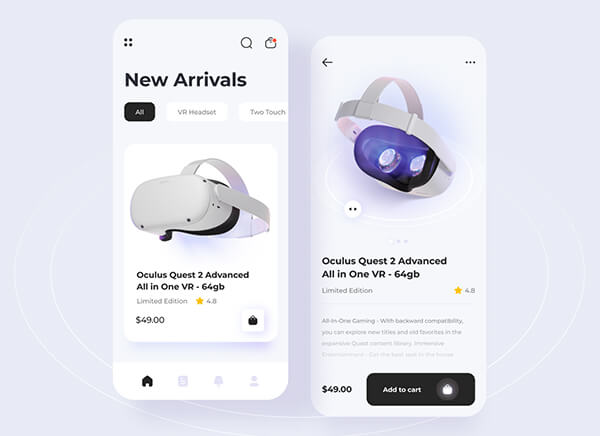 New Arrivals
All
VR Headset
Two Touch
Oculus Quest 2 Advanced
All in One VR - 64gb
Limited Edition
4.8
$49.00
Oculus Quest 2 Advanced
All in One VR - 64gb
Limited Edition
4.8
All-In-One Gaming - With backward compatibility,
you can explore new titles and old favorites in the
expansive Quest content library. Immersive
Entertainment - Get the best seat in the house
$49.00
Add to cart